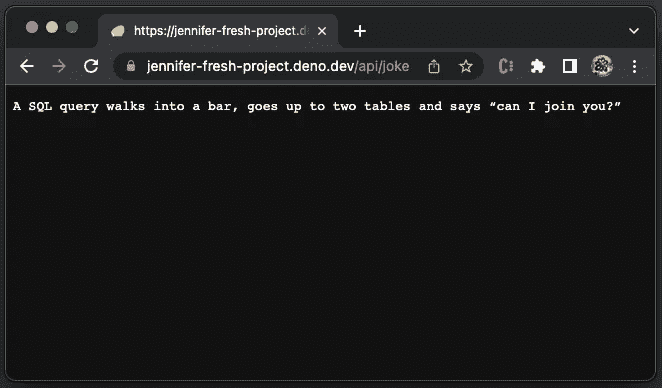 https://jennifer-fresh-project.d
jennifer-fresh-project.deno.dev/api/joke
A SQL query walks into a bar, goes up to two tables and says “can I join you?”